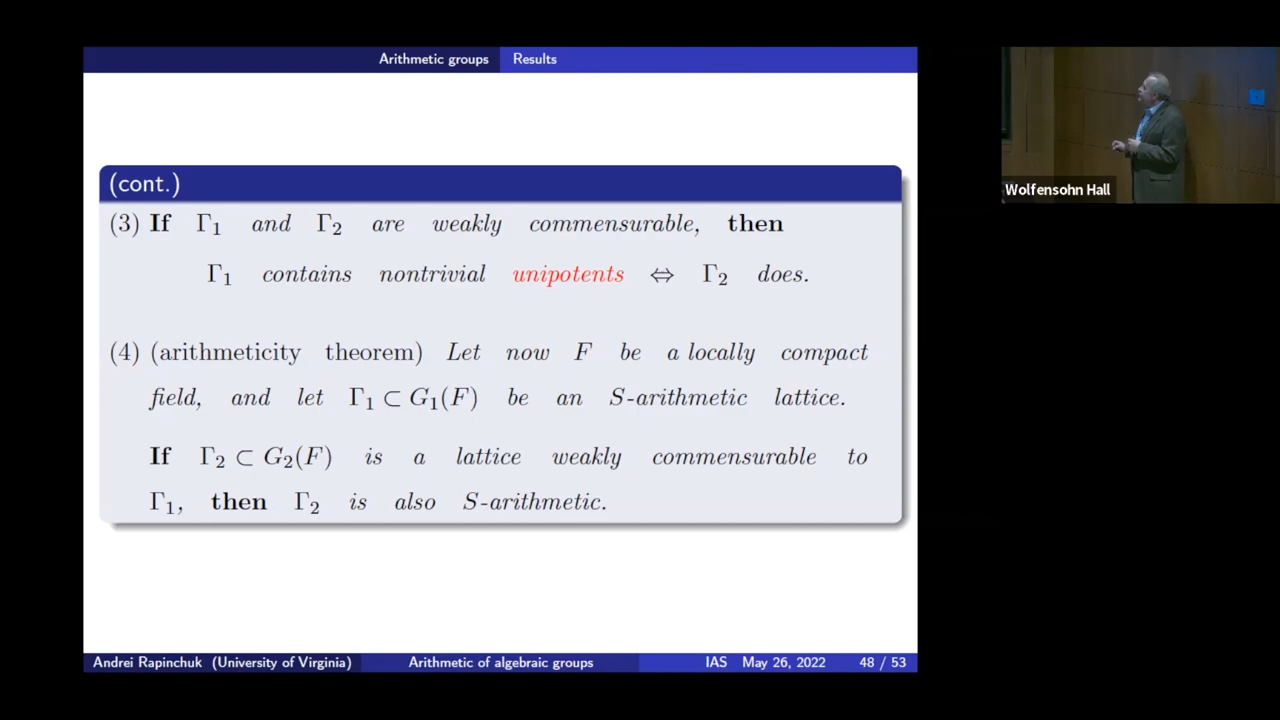 Arithmetic groups Results
(cont.)
(3) If Γ₁ and Γ₂ are weakly commensurable, then
Γ₁ contains nontrivial unipotents ⇔ Γ₂ does.
(4) (arithmeticity theorem) Let now F be a locally compact
field, and let Γ₁ ⊂ G₁(F) be an S-arithmetic lattice.
If Γ₂ ⊂ G₂(F) is a lattice weakly commensurable to
Γ₁, then Γ₂ is also S-arithmetic.
Andrei Rapinchuk (University of Virginia) Arithmetic of algebraic groups IAS May 26, 2022 48 / 53
Wolfensohn Hall